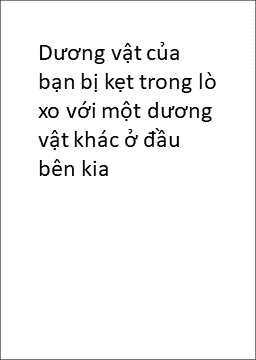 Dương vật của
bạn bị kẹt trong lò
xo với một dương
vật khác ở đầu
bên kia